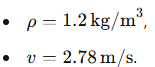 • ρ = 1.2 kg/m³,
• v = 2.78 m/s.